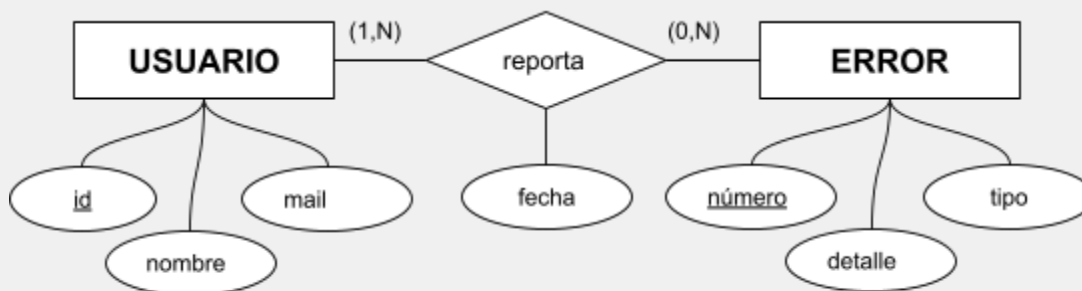 USUARIO
(1,N)
reporta
(0,N)
ERROR
id
nombre
mail
fecha
número
detalle
tipo